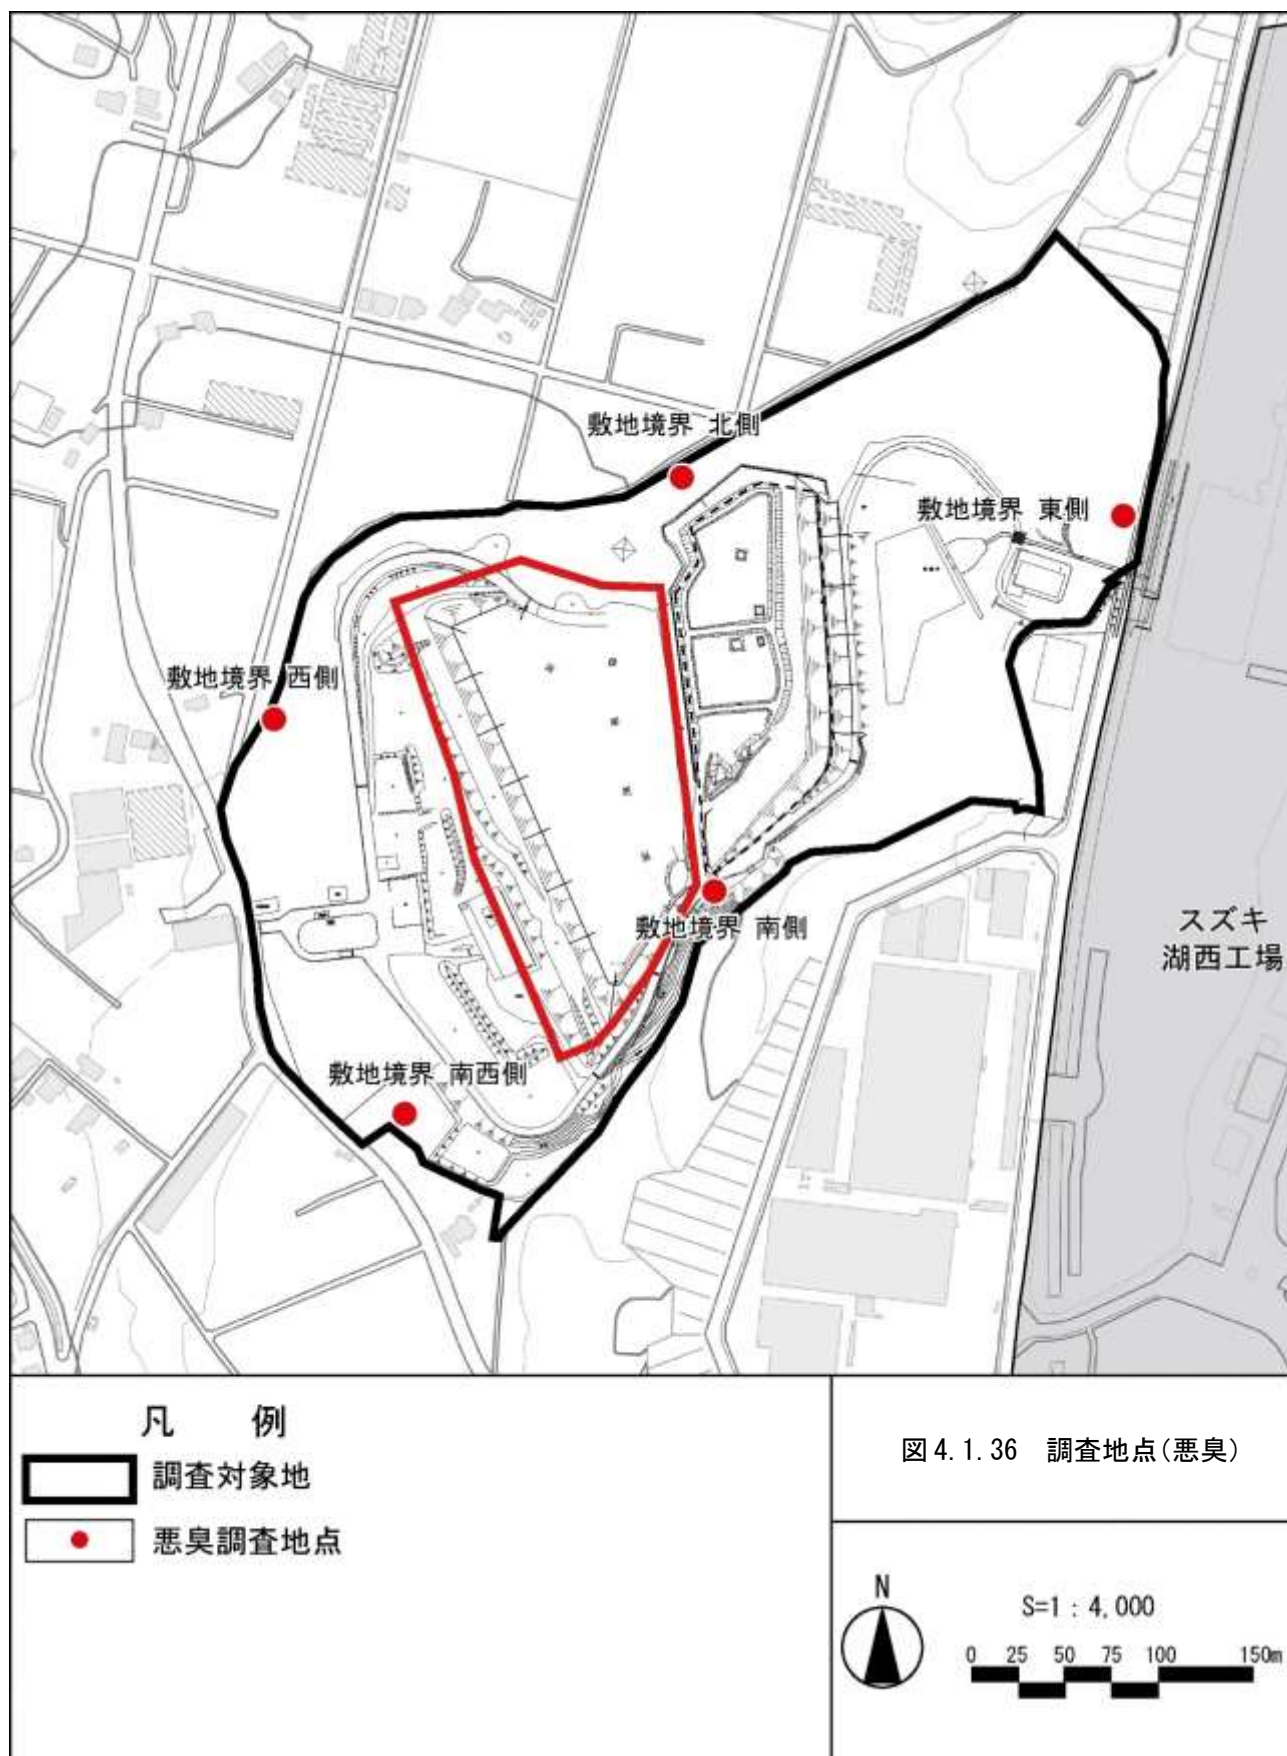 敷地境界 北側
敷地境界 東側
敷地境界 西側
敷地境界 南側
スズキ
湖西工場
敷地境界 南西側
凡 例
調査対象地
悪臭調査地点
図4.1.36 調査地点(悪臭)
N
S=1：4,000
0 25 50 75 100 150m